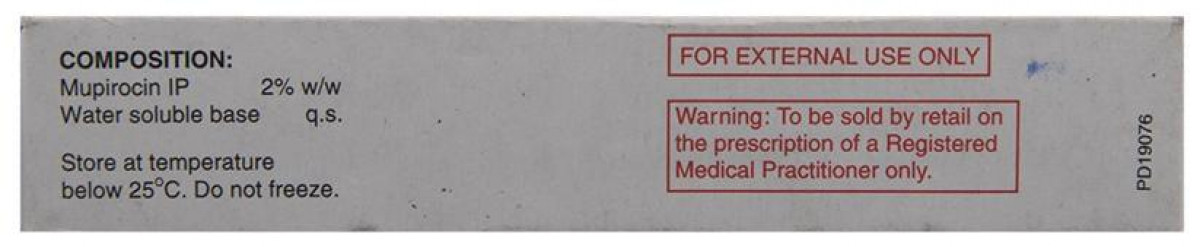 COMPOSITION:
Mupirocin IP 2% w/w
Water soluble base q.s.
Store at temperature
below 25°C. Do not freeze.
FOR EXTERNAL USE ONLY
Warning: To be sold by retail on
the prescription of a Registered
Medical Practitioner only.
PD19076